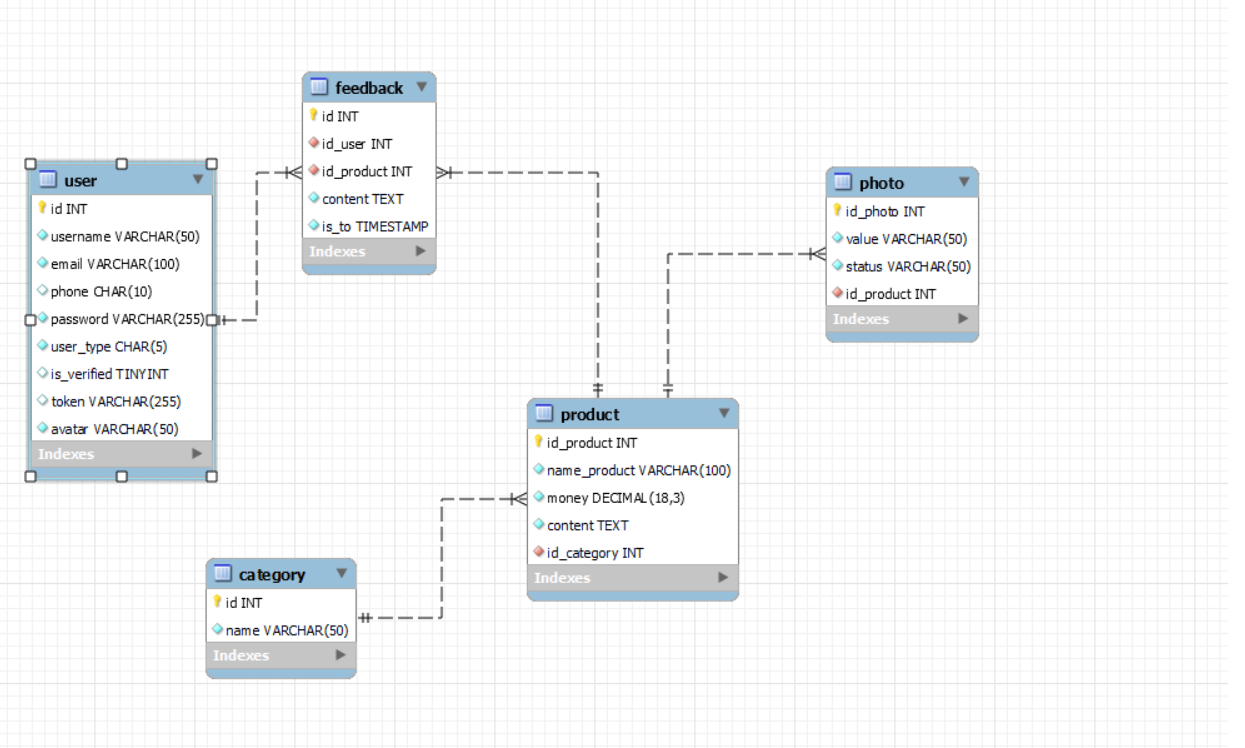 feedback
id INT
id_user INT
id_product INT
content TEXT
is_to TIMESTAMP
Indexes
user
id INT
username VARCHAR(50)
email VARCHAR(100)
phone CHAR(10)
password VARCHAR(255)
user_type CHAR(5)
is_verified TINYINT
token VARCHAR(255)
avatar VARCHAR(50)
Indexes
photo
id_photo INT
value VARCHAR(50)
status VARCHAR(50)
id_product INT
Indexes
product
id_product INT
name_product VARCHAR(100)
money DECIMAL(18,3)
content TEXT
id_category INT
Indexes
category
id INT
name VARCHAR(50)
Indexes